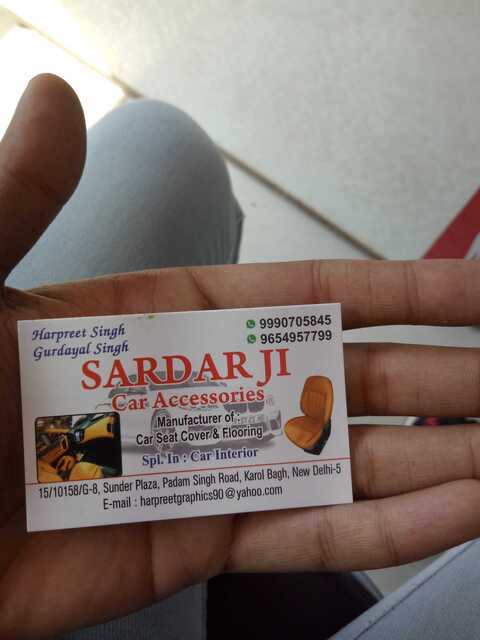 Harpreet Singh
Gurdayal Singh
9990705845
9654957799
SARDAR JI
Car Accessories
Manufacturer of :
Car Seat Cover & Flooring
Spl. In : Car Interior
15/10158/G-8, Sunder Plaza, Padam Singh Road, Karol Bagh, New Delhi-5
E-mail : harpreetgraphics90@yahoo.com